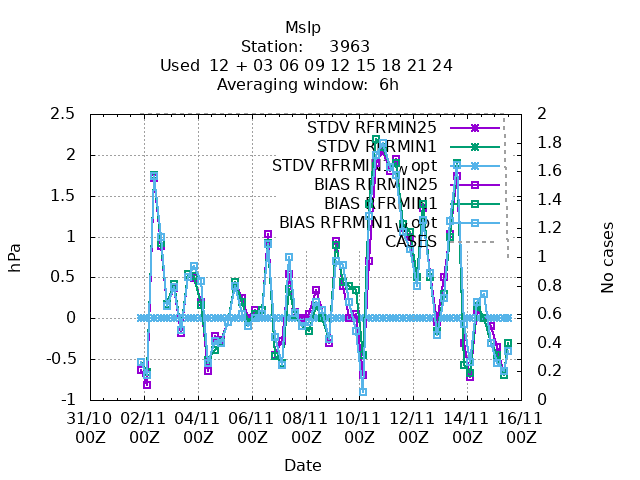 Mslp
Station: 3963
Used 12 + 03 06 09 12 15 18 21 24
Averaging window: 6h
STDV RFRMIN25
STDV RFRMIN1
STDV RFRMIN1_w_opt
BIAS RFRMIN25
BIAS RFRMIN1
BIAS RFRMIN1_w_opt
CASES
hPa
2.5
2
1.5
1
0.5
0
-0.5
-1
No cases
2
1.8
1.6
1.4
1.2
1
0.8
0.6
0.4
0.2
0
31/10 02/11 04/11 06/11 08/11 10/11 12/11 14/11 16/11
00Z 00Z 00Z 00Z 00Z 00Z 00Z 00Z 00Z
Date